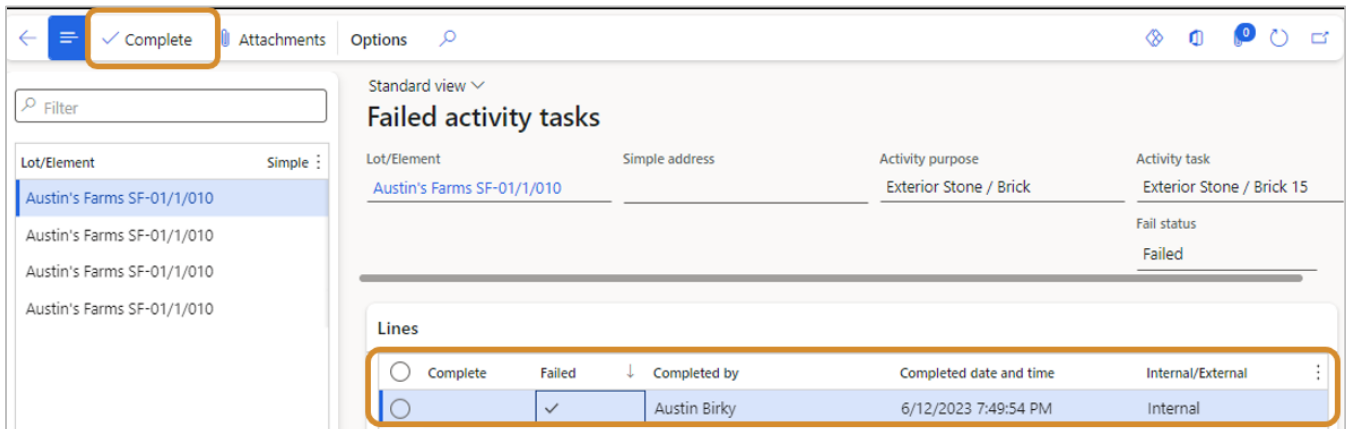 Complete Attachments Options 0
Filter
Lot/Element Simple
Austin's Farms SF-01/1/010
Austin's Farms SF-01/1/010
Austin's Farms SF-01/1/010
Austin's Farms SF-01/1/010
Standard view
Failed activity tasks
Lot/Element Simple address Activity purpose Activity task
Austin's Farms SF-01/1/010 Exterior Stone / Brick Exterior Stone / Brick 15
Fail status
Failed
Lines
Complete Failed Completed by Completed date and time Internal/External
Austin Birky 6/12/2023 7:49:54 PM Internal